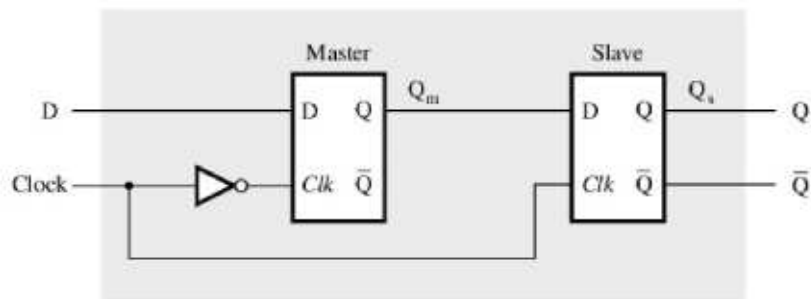 Master Slave
Qm Qs
D D Q D Q Q
Clock Clk Q̅ Clk Q̅ Q̅